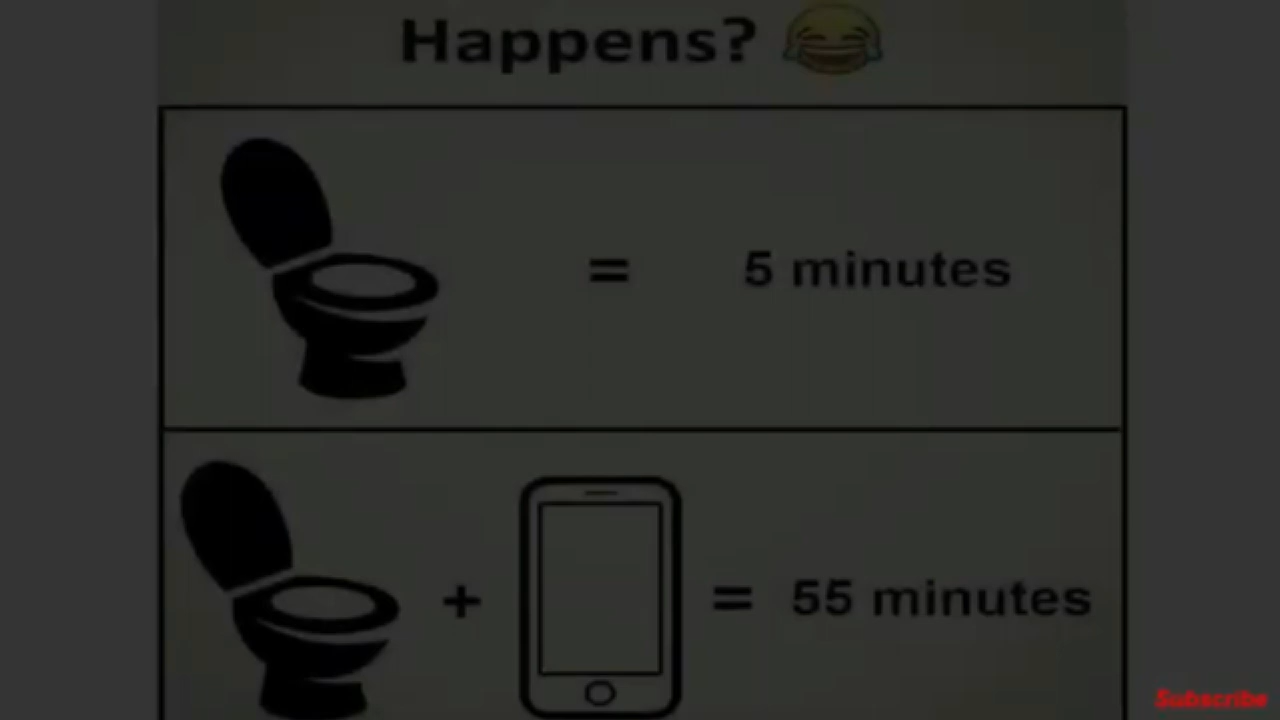 Happens? 😂
= 5 minutes
+ = 55 minutes
Subscribe